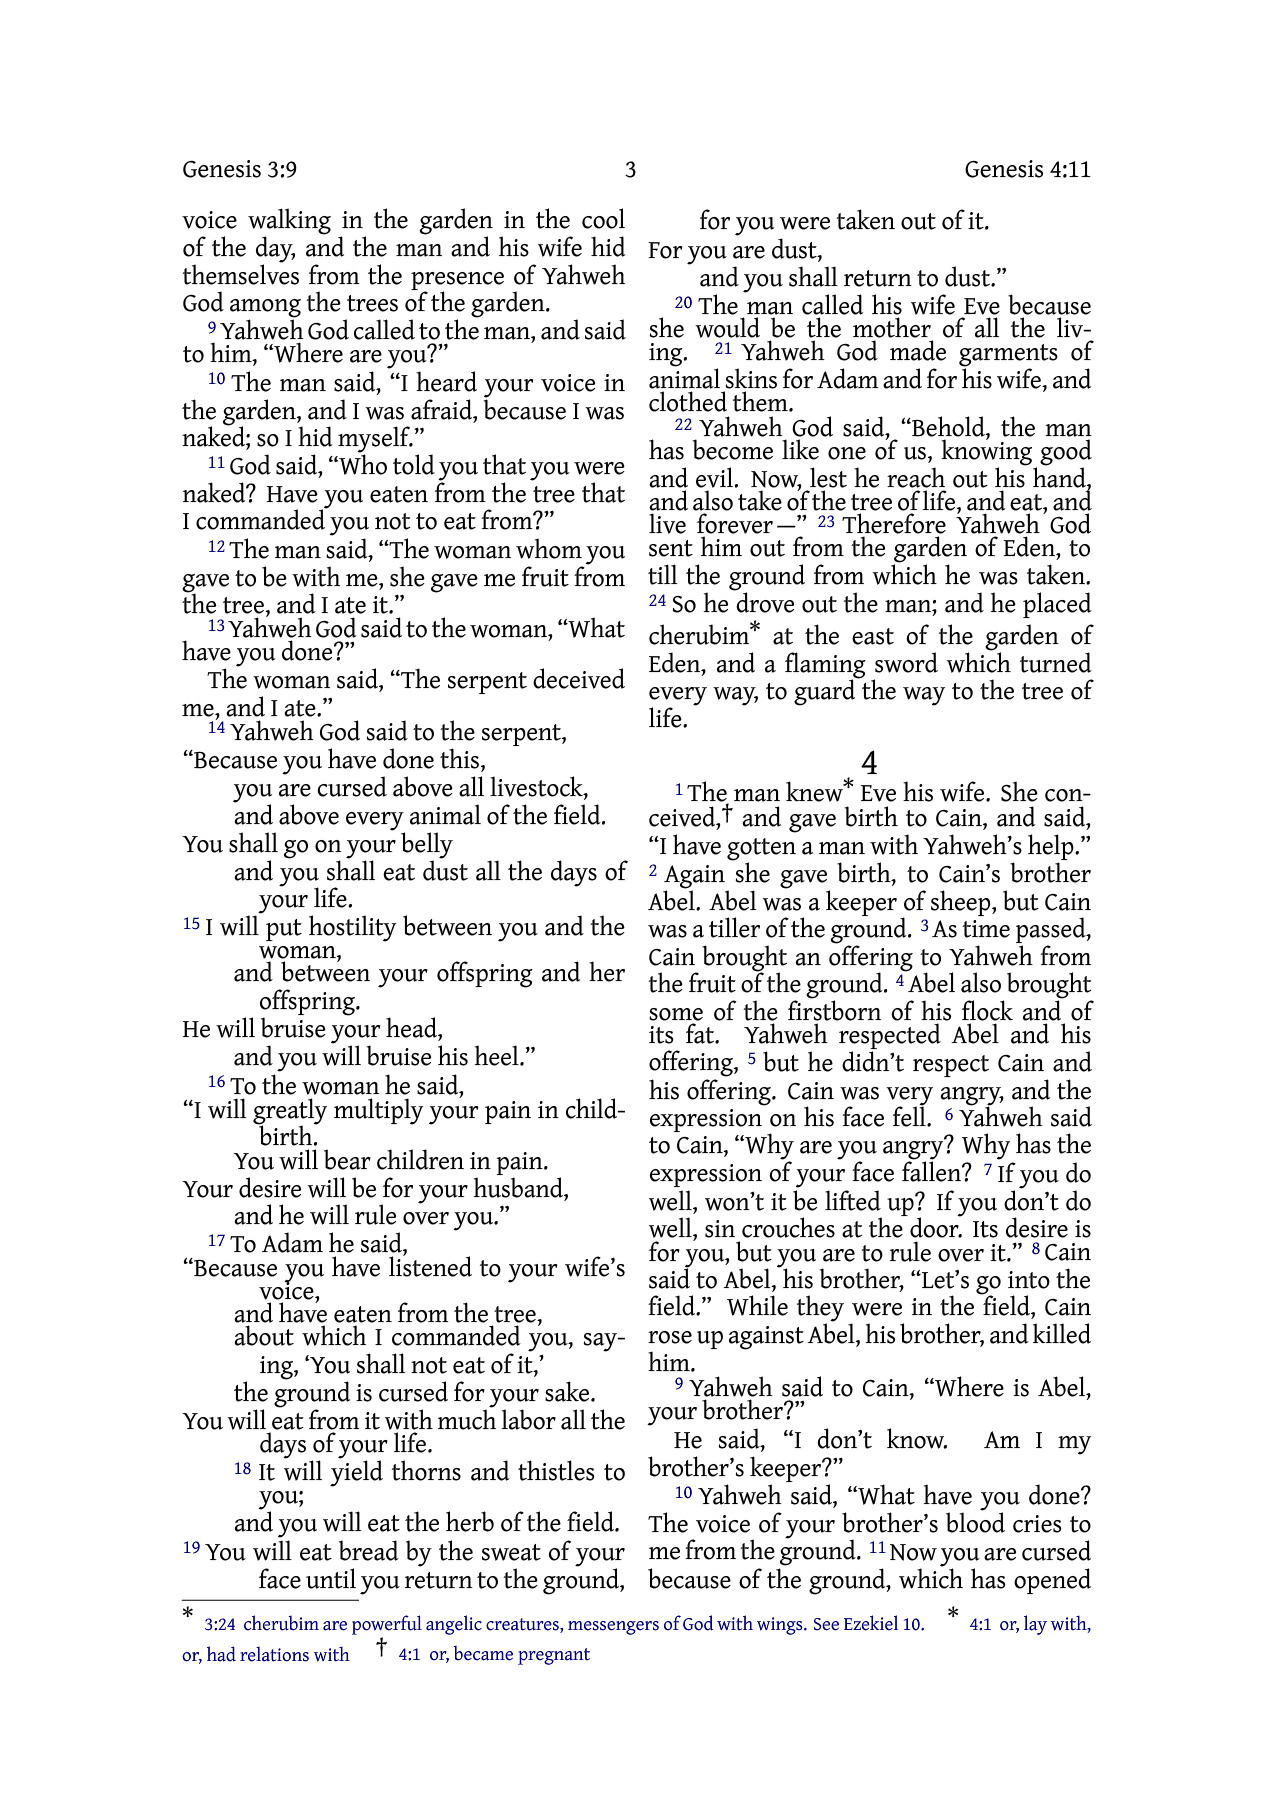 Genesis 3:9 3 Genesis 4:11
voice walking in the garden in the cool
of the day, and the man and his wife hid
themselves from the presence of Yahweh
God among the trees of the garden.
9 Yahweh God called to the man, and said
to him, “Where are you?”
10 The man said, “I heard your voice in
the garden, and I was afraid, because I was
naked; so I hid myself.”
11 God said, “Who told you that you were
naked? Have you eaten from the tree that
I commanded you not to eat from?”
12 The man said, “The woman whom you
gave to be with me, she gave me fruit from
the tree, and I ate it.”
13 Yahweh God said to the woman, “What
have you done?”
The woman said, “The serpent deceived
me, and I ate.”
14 Yahweh God said to the serpent,
“Because you have done this,
you are cursed above all livestock,
and above every animal of the field.
You shall go on your belly
and you shall eat dust all the days of
your life.
15 I will put hostility between you and the
woman,
and between your offspring and her
offspring.
He will bruise your head,
and you will bruise his heel.”
16 To the woman he said,
“I will greatly multiply your pain in child-
birth.
You will bear children in pain.
Your desire will be for your husband,
and he will rule over you.”
17 To Adam he said,
“Because you have listened to your wife’s
voice,
and have eaten from the tree,
about which I commanded you, say-
ing, ‘You shall not eat of it,’
the ground is cursed for your sake.
You will eat from it with much labor all the
days of your life.
18 It will yield thorns and thistles to
you;
and you will eat the herb of the field.
19 You will eat bread by the sweat of your
face until you return to the ground,
for you were taken out of it.
For you are dust,
and you shall return to dust.”
20 The man called his wife Eve because
she would be the mother of all the liv-
ing. 21 Yahweh God made garments of
animal skins for Adam and for his wife, and
clothed them.
22 Yahweh God said, “Behold, the man
has become like one of us, knowing good
and evil. Now, lest he reach out his hand,
and also take of the tree of life, and eat, and
live forever—” 23 Therefore Yahweh God
sent him out from the garden of Eden, to
till the ground from which he was taken.
24 So he drove out the man; and he placed
cherubim* at the east of the garden of
Eden, and a flaming sword which turned
every way, to guard the way to the tree of
life.
4
1 The man knew* Eve his wife. She con-
ceived,† and gave birth to Cain, and said,
“I have gotten a man with Yahweh’s help.”
2 Again she gave birth, to Cain’s brother
Abel. Abel was a keeper of sheep, but Cain
was a tiller of the ground. 3 As time passed,
Cain brought an offering to Yahweh from
the fruit of the ground. 4 Abel also brought
some of the firstborn of his flock and of
its fat. Yahweh respected Abel and his
offering, 5 but he didn’t respect Cain and
his offering. Cain was very angry, and the
expression on his face fell. 6 Yahweh said
to Cain, “Why are you angry? Why has the
expression of your face fallen? 7 If you do
well, won’t it be lifted up? If you don’t do
well, sin crouches at the door. Its desire is
for you, but you are to rule over it.” 8 Cain
said to Abel, his brother, “Let’s go into the
field.” While they were in the field, Cain
rose up against Abel, his brother, and killed
him.
9 Yahweh said to Cain, “Where is Abel,
your brother?”
He said, “I don’t know. Am I my
brother’s keeper?”
10 Yahweh said, “What have you done?
The voice of your brother’s blood cries to
me from the ground. 11 Now you are cursed
because of the ground, which has opened
* 3:24 cherubim are powerful angelic creatures, messengers of God with wings. See Ezekiel 10. * 4:1 or, lay with,
or, had relations with † 4:1 or, became pregnant